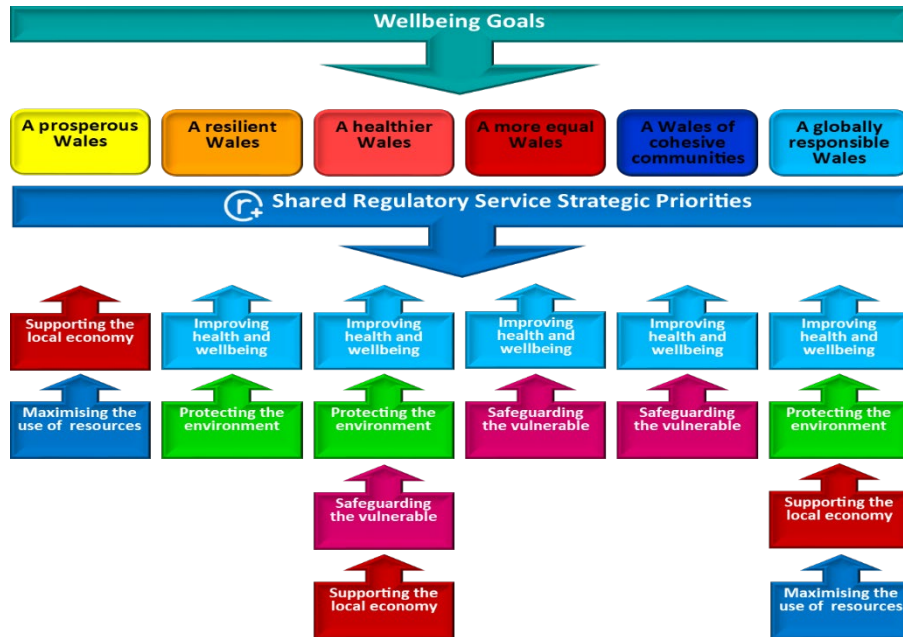 Wellbeing Goals
A prosperous
Wales
A resilient
Wales
A healthier
Wales
A more equal
Wales
A Wales of
cohesive
communities
A globally
responsible
Wales
r+ Shared Regulatory Service Strategic Priorities
Supporting the
local economy
Improving
health and
wellbeing
Improving
health and
wellbeing
Improving
health and
wellbeing
Improving
health and
wellbeing
Improving
health and
wellbeing
Maximising the
use of resources
Protecting the
environment
Protecting the
environment
Safeguarding
the vulnerable
Safeguarding
the vulnerable
Protecting the
environment
Safeguarding
the vulnerable
Supporting the
local economy
Supporting the
local economy
Maximising the
use of resources